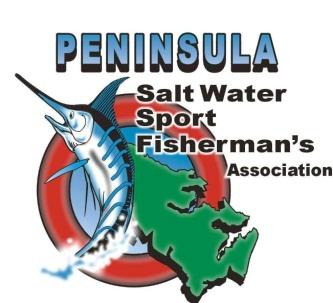 PENINSULA
Salt Water
Sport
Fisherman's
Association